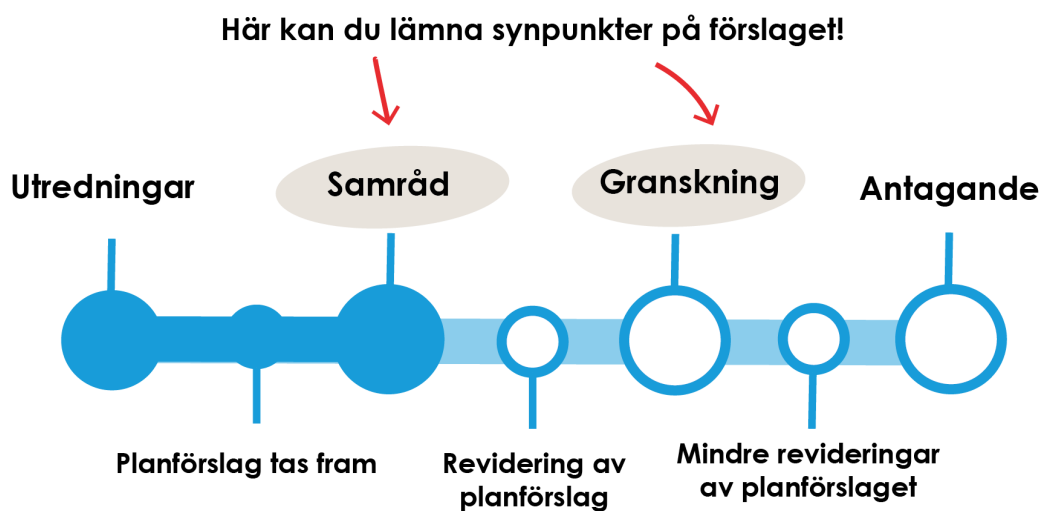 Här kan du lämna synpunkter på förslaget!
Utredningar
Samråd
Granskning
Antagande
Planförslag tas fram
Revidering av
planförslag
Mindre revideringar
av planförslaget